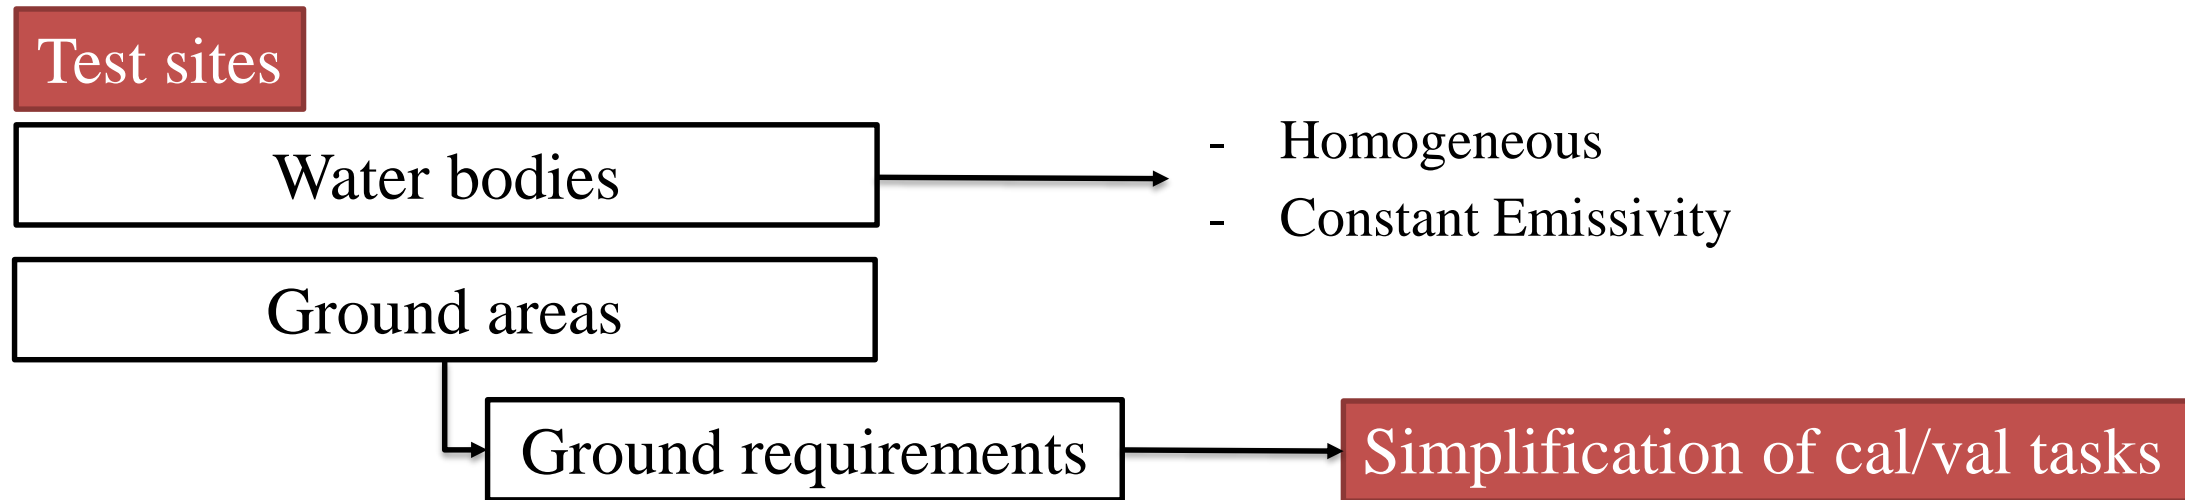 Test sites
Water bodies
- Homogeneous
- Constant Emissivity
Ground areas
Ground requirements
Simplification of cal/val tasks